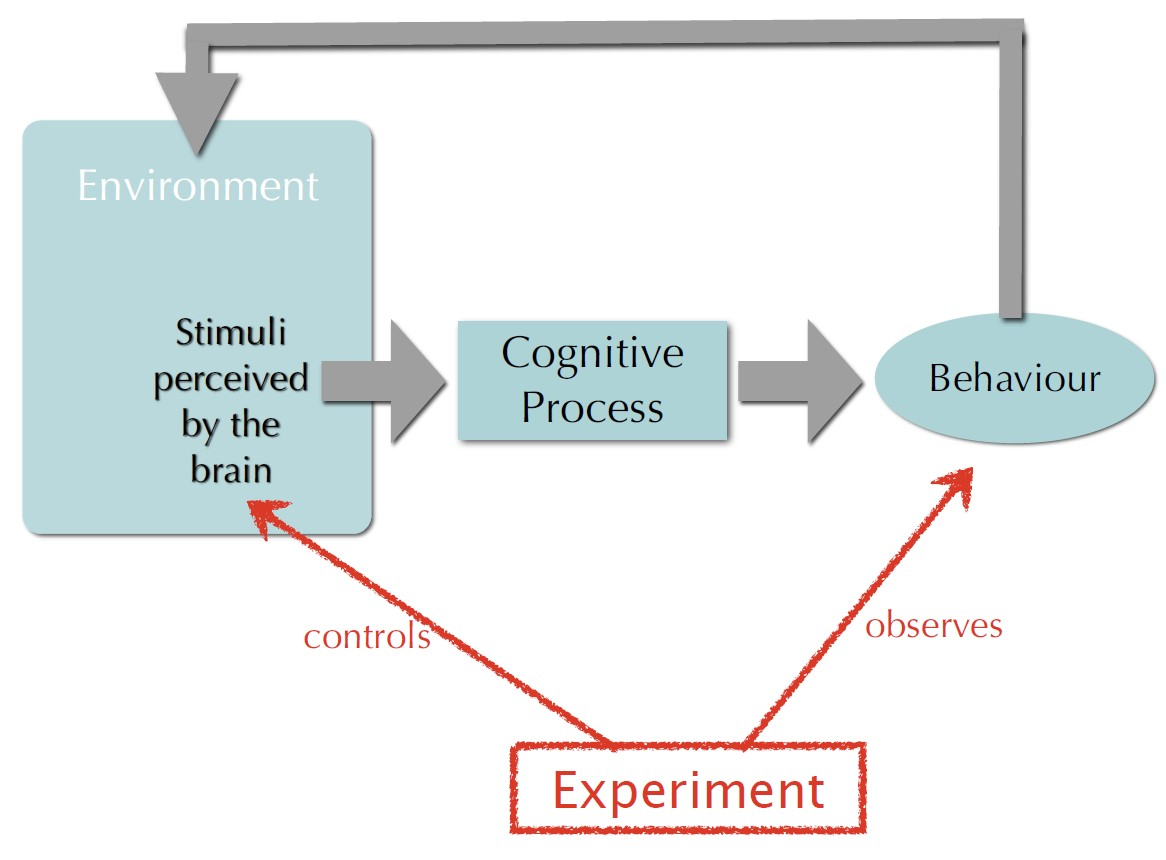 Environment
Stimuli
perceived
by the
brain
Cognitive
Process
Behaviour
controls
observes
Experiment